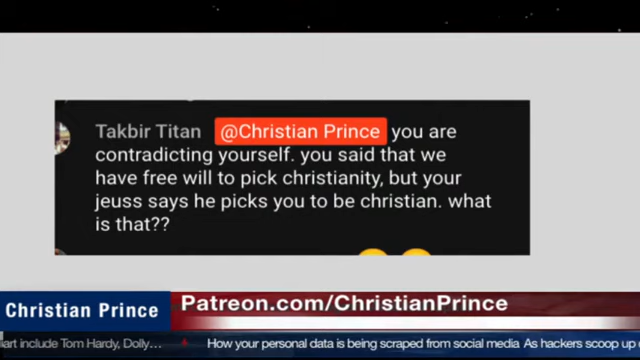 Takbir Titan @Christian Prince you are
contradicting yourself. you said that we
have free will to pick christianity, but your
jeuss says he picks you to be christian. what
is that??
Christian Prince
Patreon.com/ChristianPrince
art include Tom Hardy, Dolly… How your personal data is being scraped from social media As hackers scoop up